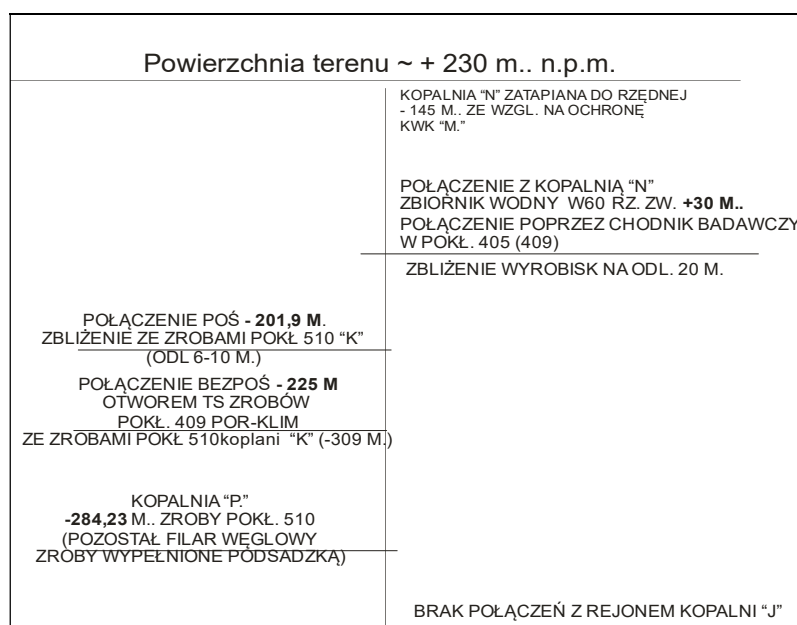 Powierzchnia terenu ~ + 230 m.. n.p.m.
KOPALNIA “N” ZATAPIANA DO RZĘDNEJ
- 145 M.. ZE WZGL. NA OCHRONĘ
KWK “M.”
POŁĄCZENIE Z KOPALNIĄ “N”
ZBIORNIK WODNY W60 RZ. ZW. +30 M..
POŁĄCZENIE POPRZEZ CHODNIK BADAWCZY
W POKŁ. 405 (409)
ZBLIŻENIE WYROBISK NA ODL. 20 M.
POŁĄCZENIE POŚ - 201,9 M.
ZBLIŻENIE ZE ZROBAMI POKŁ 510 “K”
(ODL 6-10 M.)
POŁĄCZENIE BEZPOŚ - 225 M
OTWOREM TS ZROBÓW
POKŁ. 409 POR-KLIM
ZE ZROBAMI POKŁ 510koplani “K” (-309 M.)
KOPALNIA “P.”
-284,23 M.. ZROBY POKŁ. 510
(POZOSTAŁ FILAR WĘGLOWY
ZROBY WYPEŁNIONE PODSADZKĄ)
BRAK POŁĄCZEŃ Z REJONEM KOPALNI “J”